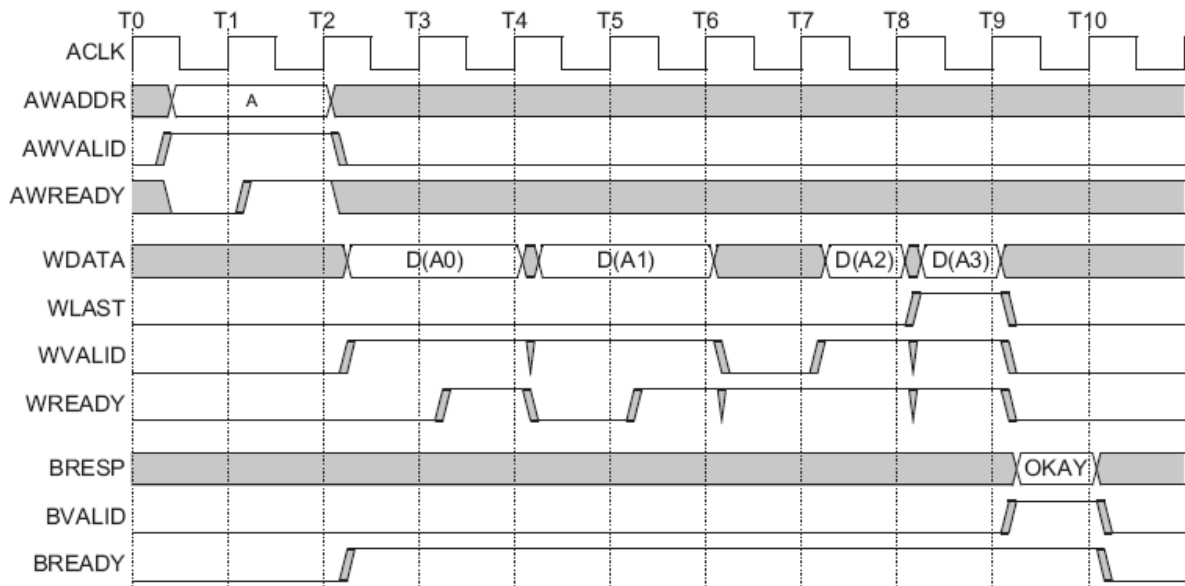 T0 T1 T2 T3 T4 T5 T6 T7 T8 T9 T10
ACLK
AWADDR A
AWVALID
AWREADY
WDATA D(A0) D(A1) D(A2) D(A3)
WLAST
WVALID
WREADY
BRESP OKAY
BVALID
BREADY